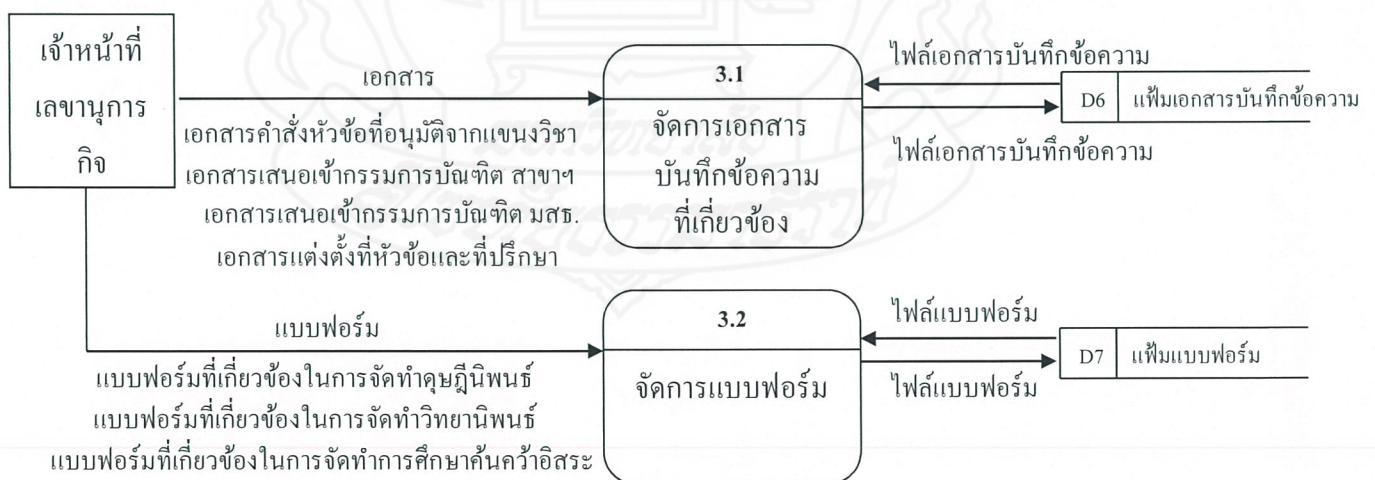 เจ้าหน้าที่
เลขานุการ
กิจ
เอกสาร
เอกสารคำสั่งหัวข้อที่อนุมัติจากแขนงวิชา
เอกสารเสนอเข้ากรรมการบัณฑิต สาขาฯ
เอกสารเสนอเข้ากรรมการบัณฑิต มสธ.
เอกสารแต่งตั้งที่หัวข้อและที่ปรึกษา
3.1
จัดการเอกสาร
บันทึกข้อความ
ที่เกี่ยวข้อง
ไฟล์เอกสารบันทึกข้อความ
D6 แฟ้มเอกสารบันทึกข้อความ
ไฟล์เอกสารบันทึกข้อความ
แบบฟอร์ม
แบบฟอร์มที่เกี่ยวข้องในการจัดทำดุษฎีนิพนธ์
แบบฟอร์มที่เกี่ยวข้องในการจัดทำวิทยานิพนธ์
แบบฟอร์มที่เกี่ยวข้องในการจัดทำการศึกษาค้นคว้าอิสระ
3.2
จัดการแบบฟอร์ม
ไฟล์แบบฟอร์ม
D7 แฟ้มแบบฟอร์ม
ไฟล์แบบฟอร์ม